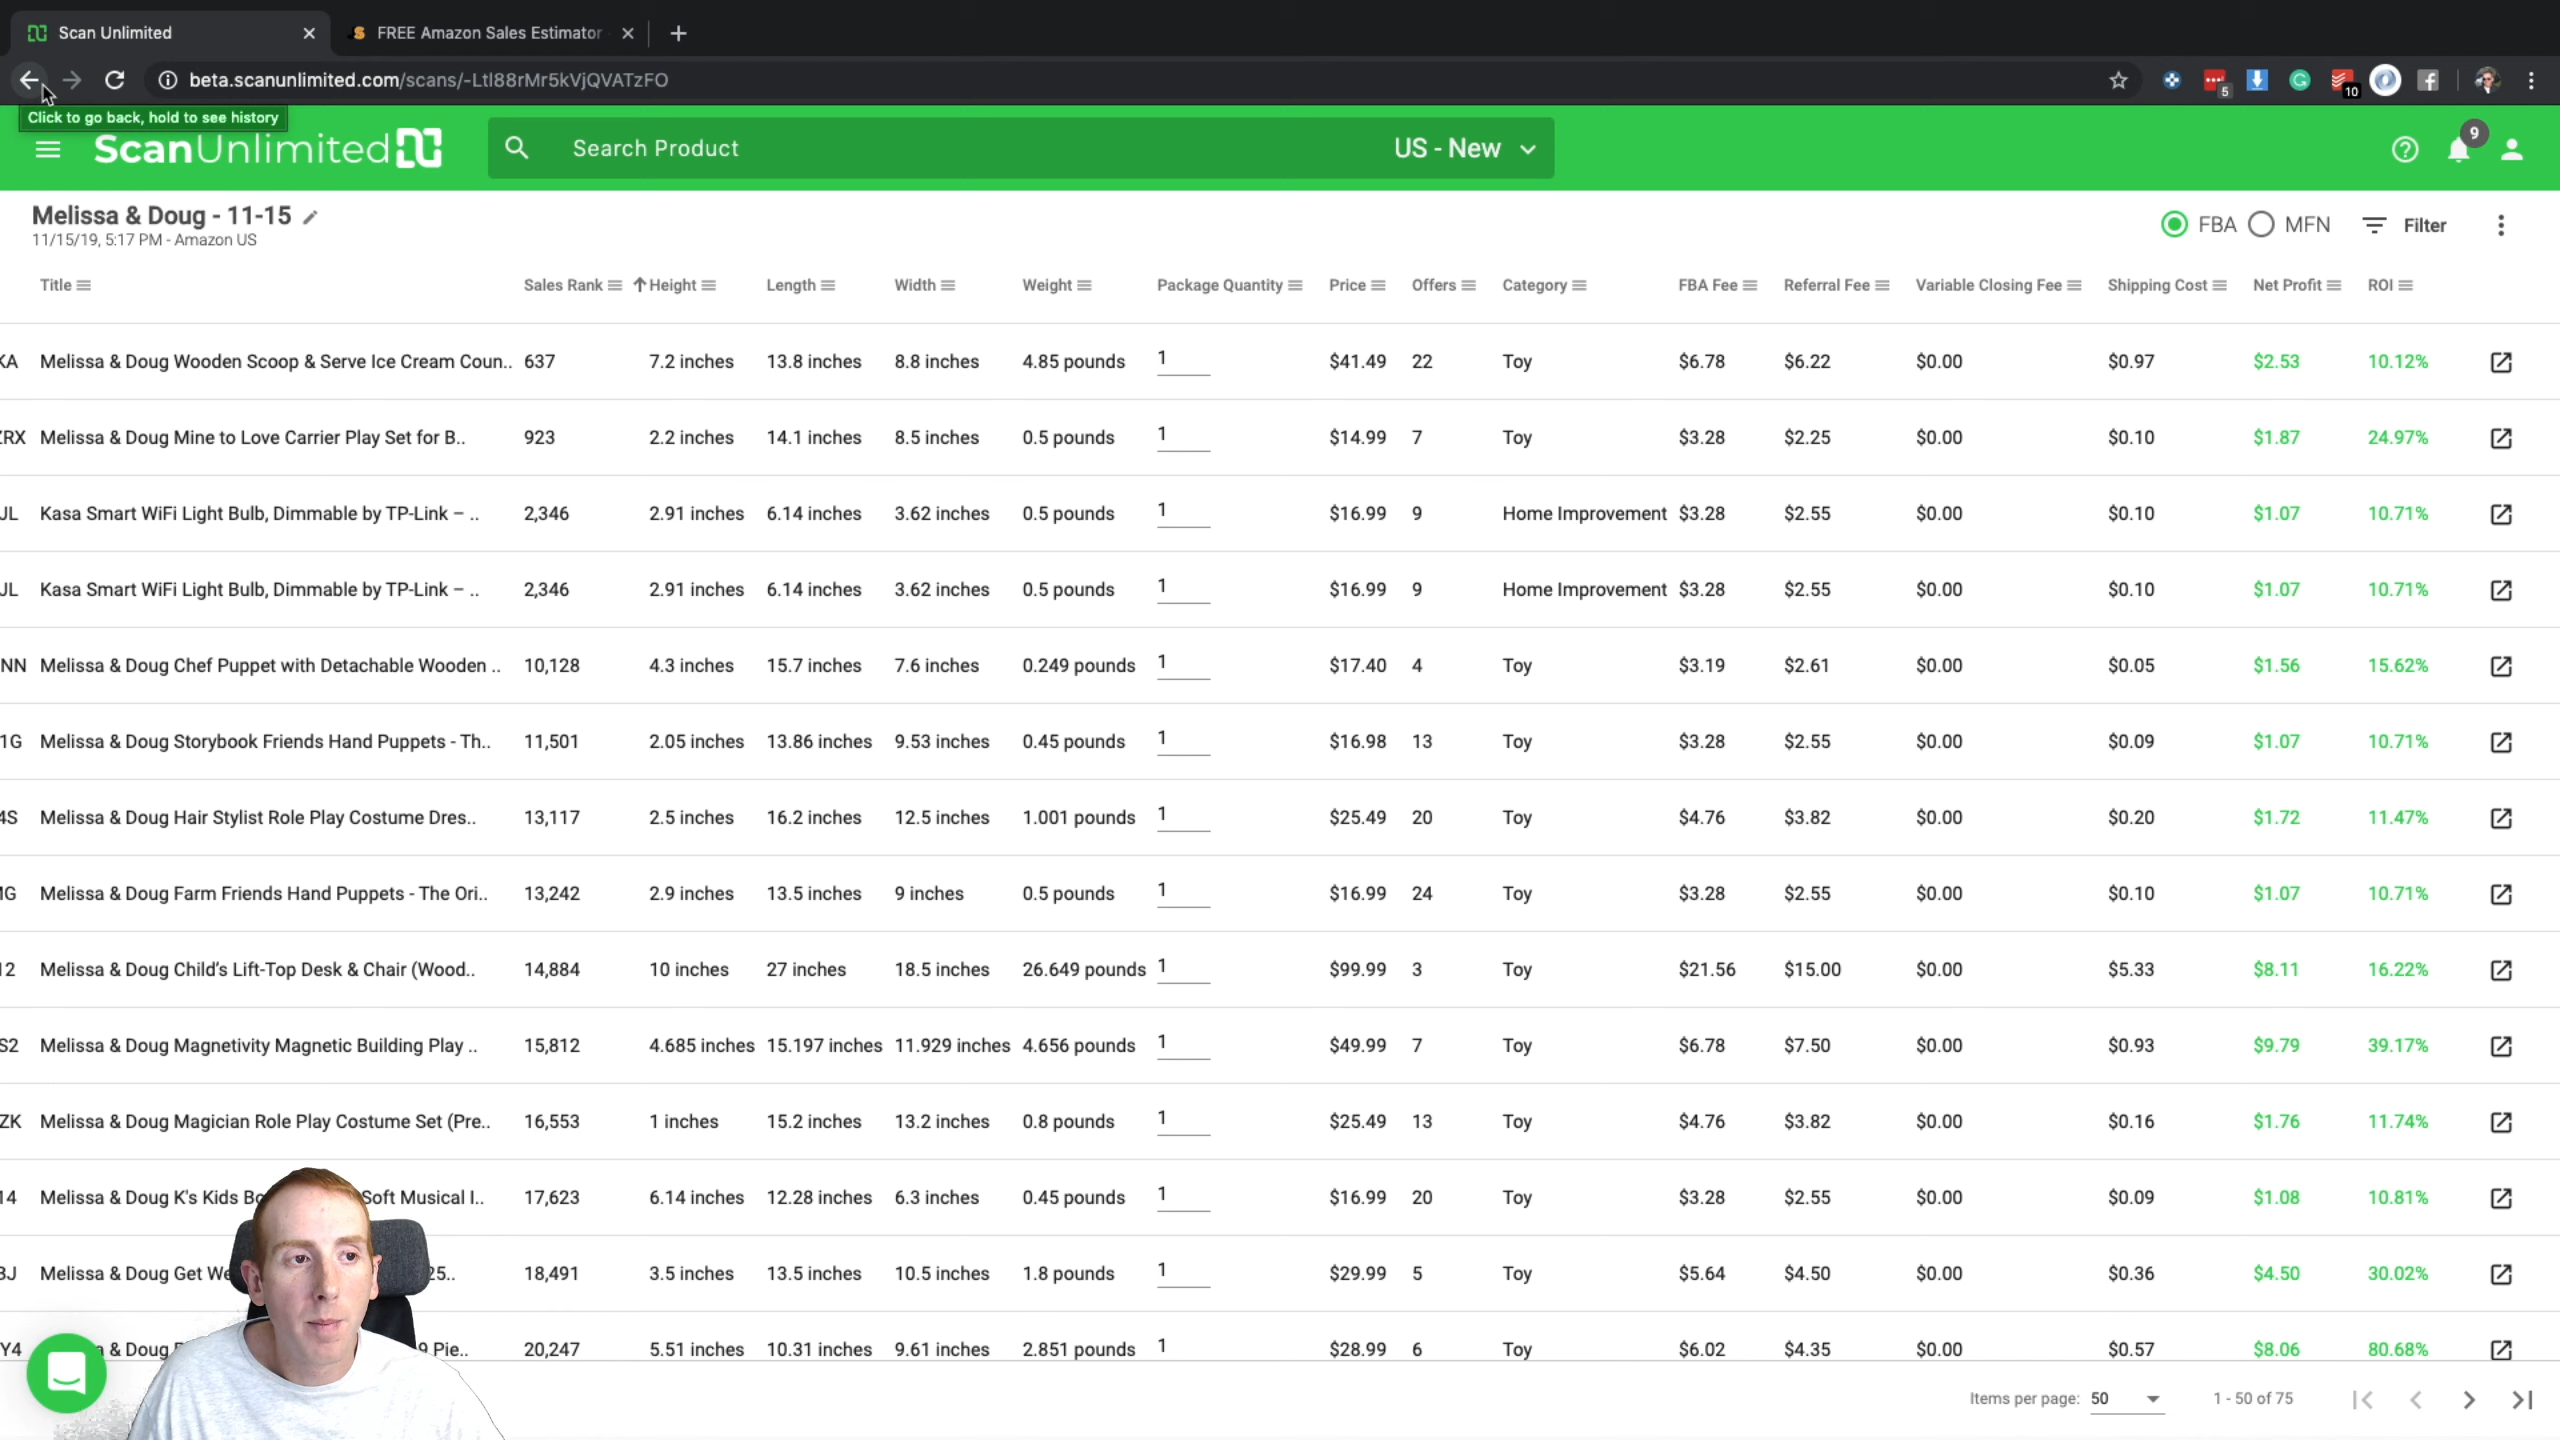 Scan Unlimited
FREE Amazon Sales Estimator
beta.scanunlimited.com/scans/-Ltl88rMr5kVjQVATzFO
5
10
Click to go back, hold to see history
ScanUnlimited
Search Product
US - New
9
Melissa & Doug - 11-15
11/15/19, 5:17 PM - Amazon US
FBA MFN Filter
Title Sales Rank Height Length Width Weight Package Quantity Price Offers Category FBA Fee Referral Fee Variable Closing Fee Shipping Cost Net Profit ROI
KA Melissa & Doug Wooden Scoop & Serve Ice Cream Coun.. 637 7.2 inches 13.8 inches 8.8 inches 4.85 pounds 1 $41.49 22 Toy $6.78 $6.22 $0.00 $0.97 $2.53 10.12%
ZRX Melissa & Doug Mine to Love Carrier Play Set for B.. 923 2.2 inches 14.1 inches 8.5 inches 0.5 pounds 1 $14.99 7 Toy $3.28 $2.25 $0.00 $0.10 $1.87 24.97%
JL Kasa Smart WiFi Light Bulb, Dimmable by TP-Link – .. 2,346 2.91 inches 6.14 inches 3.62 inches 0.5 pounds 1 $16.99 9 Home Improvement $3.28 $2.55 $0.00 $0.10 $1.07 10.71%
JL Kasa Smart WiFi Light Bulb, Dimmable by TP-Link – .. 2,346 2.91 inches 6.14 inches 3.62 inches 0.5 pounds 1 $16.99 9 Home Improvement $3.28 $2.55 $0.00 $0.10 $1.07 10.71%
NN Melissa & Doug Chef Puppet with Detachable Wooden .. 10,128 4.3 inches 15.7 inches 7.6 inches 0.249 pounds 1 $17.40 4 Toy $3.19 $2.61 $0.00 $0.05 $1.56 15.62%
1G Melissa & Doug Storybook Friends Hand Puppets - Th.. 11,501 2.05 inches 13.86 inches 9.53 inches 0.45 pounds 1 $16.98 13 Toy $3.28 $2.55 $0.00 $0.09 $1.07 10.71%
4S Melissa & Doug Hair Stylist Role Play Costume Dres.. 13,117 2.5 inches 16.2 inches 12.5 inches 1.001 pounds 1 $25.49 20 Toy $4.76 $3.82 $0.00 $0.20 $1.72 11.47%
MG Melissa & Doug Farm Friends Hand Puppets - The Ori.. 13,242 2.9 inches 13.5 inches 9 inches 0.5 pounds 1 $16.99 24 Toy $3.28 $2.55 $0.00 $0.10 $1.07 10.71%
12 Melissa & Doug Child’s Lift-Top Desk & Chair (Wood.. 14,884 10 inches 27 inches 18.5 inches 26.649 pounds 1 $99.99 3 Toy $21.56 $15.00 $0.00 $5.33 $8.11 16.22%
S2 Melissa & Doug Magnetivity Magnetic Building Play .. 15,812 4.685 inches 15.197 inches 11.929 inches 4.656 pounds 1 $49.99 7 Toy $6.78 $7.50 $0.00 $0.93 $9.79 39.17%
ZK Melissa & Doug Magician Role Play Costume Set (Pre.. 16,553 1 inches 15.2 inches 13.2 inches 0.8 pounds 1 $25.49 13 Toy $4.76 $3.82 $0.00 $0.16 $1.76 11.74%
14 Melissa & Doug K's Kids Bo Soft Musical I.. 17,623 6.14 inches 12.28 inches 6.3 inches 0.45 pounds 1 $16.99 20 Toy $3.28 $2.55 $0.00 $0.09 $1.08 10.81%
BJ Melissa & Doug Get We 25.. 18,491 3.5 inches 13.5 inches 10.5 inches 1.8 pounds 1 $29.99 5 Toy $5.64 $4.50 $0.00 $0.36 $4.50 30.02%
Y4 & Doug 9 Pie.. 20,247 5.51 inches 10.31 inches 9.61 inches 2.851 pounds 1 $28.99 6 Toy $6.02 $4.35 $0.00 $0.57 $8.06 80.68%
Items per page: 50 1 - 50 of 75